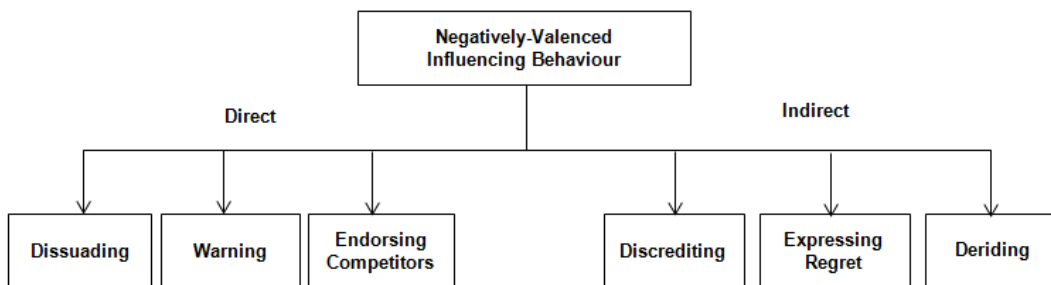 Negatively-Valenced
Influencing Behaviour
Direct
Indirect
Dissuading
Warning
Endorsing
Competitors
Discrediting
Expressing
Regret
Deriding